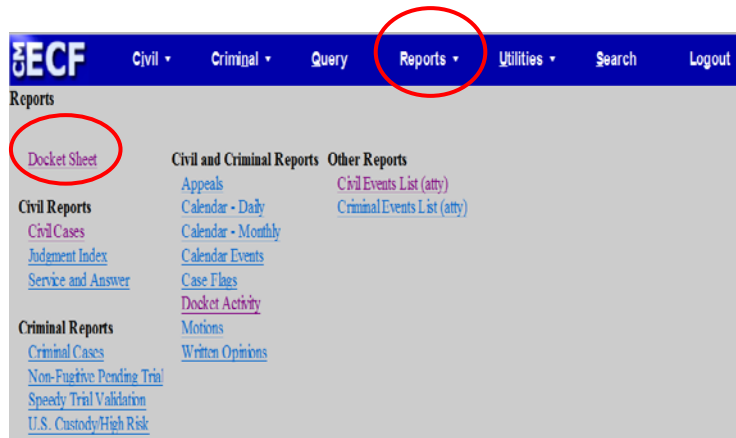 CM ECF Civil Criminal Query Reports Utilities Search Logout
Reports
Docket Sheet
Civil Reports
Civil Cases
Judgment Index
Service and Answer
Criminal Reports
Criminal Cases
Non-Fugitive Pending Trial
Speedy Trial Validation
U.S. Custody/High Risk
Civil and Criminal Reports
Appeals
Calendar - Daily
Calendar - Monthly
Calendar Events
Case Flags
Docket Activity
Motions
Written Opinions
Other Reports
Civil Events List (atty)
Criminal Events List (atty)